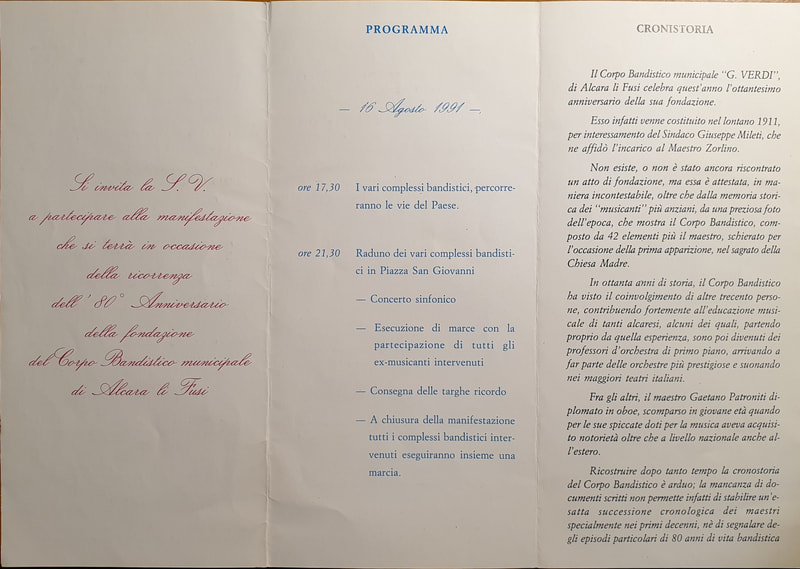 Si invita la S. V.
a partecipare alla manifestazione
che si terrà in occasione
della ricorrenza
dell' 80° Anniversario
della fondazione
del Corpo Bandistico municipale
di Alcara li Fusi
PROGRAMMA
— 16 Agosto 1991 —
ore 17,30 I vari complessi bandistici, percorre-
ranno le vie del Paese.
ore 21,30 Raduno dei vari complessi bandisti-
ci in Piazza San Giovanni
— Concerto sinfonico
— Esecuzione di marce con la
partecipazione di tutti gli
ex-musicanti intervenuti
— Consegna delle targhe ricordo
— A chiusura della manifestazione
tutti i complessi bandistici inter-
venuti eseguiranno insieme una
marcia.
CRONISTORIA
Il Corpo Bandistico municipale "G. VERDI",
di Alcara li Fusi celebra quest'anno l'ottantesimo
anniversario della sua fondazione.
Esso infatti venne costituito nel lontano 1911,
per interessamento del Sindaco Giuseppe Mileti, che
ne affidò l'incarico al Maestro Zorlino.
Non esiste, o non è stato ancora riscontrato
un atto di fondazione, ma essa è attestata, in ma-
niera incontestabile, oltre che dalla memoria stori-
ca dei "musicanti" più anziani, da una preziosa foto
dell'epoca, che mostra il Corpo Bandistico, com-
posto da 42 elementi più il maestro, schierato per
l'occasione della prima apparizione, nel sagrato della
Chiesa Madre.
In ottanta anni di storia, il Corpo Bandistico
ha visto il coinvolgimento di altre trecento perso-
ne, contribuendo fortemente all'educazione musi-
cale di tanti alcaresi, alcuni dei quali, partendo
proprio da quella esperienza, sono poi divenuti dei
professori d'orchestra di primo piano, arrivando a
far parte delle orchestre più prestigiose e suonando
nei maggiori teatri italiani.
Fra gli altri, il maestro Gaetano Patroniti di-
plomato in oboe, scomparso in giovane età quando
per le sue spiccate doti per la musica aveva acquisi-
to notorietà oltre che a livello nazionale anche al-
l'estero.
Ricostruire dopo tanto tempo la cronostoria
del Corpo Bandistico è arduo; la mancanza di do-
cumenti scritti non permette infatti di stabilire un'e-
satta successione cronologica dei maestri
specialmente nei primi decenni, nè di segnalare de-
gli episodi particolari di 80 anni di vita bandistica